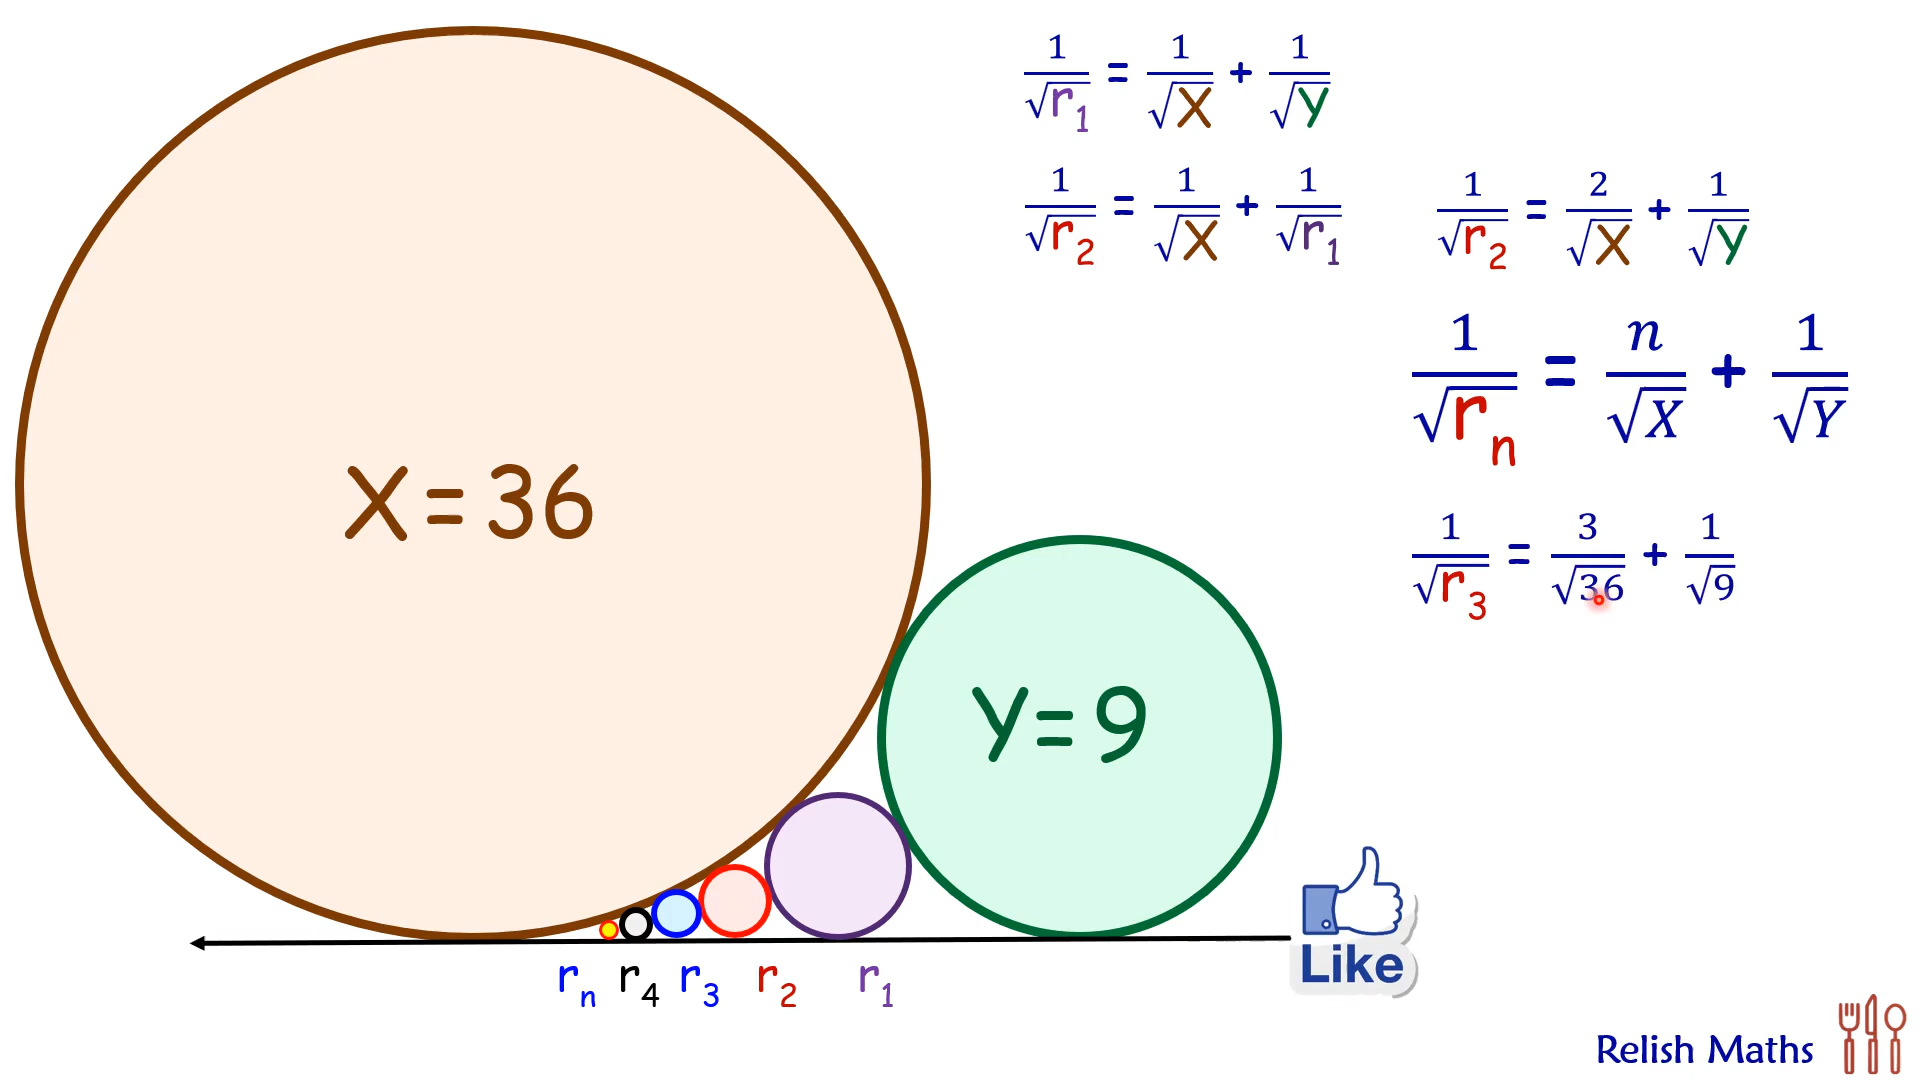 1/√r₁ = 1/√X + 1/√Y
1/√r₂ = 1/√X + 1/√r₁
1/√r₂ = 2/√X + 1/√Y
1/√rₙ = n/√X + 1/√Y
1/√r₃ = 3/√36 + 1/√9
X = 36
Y = 9
rₙ r₄ r₃ r₂ r₁
Like
Relish Maths